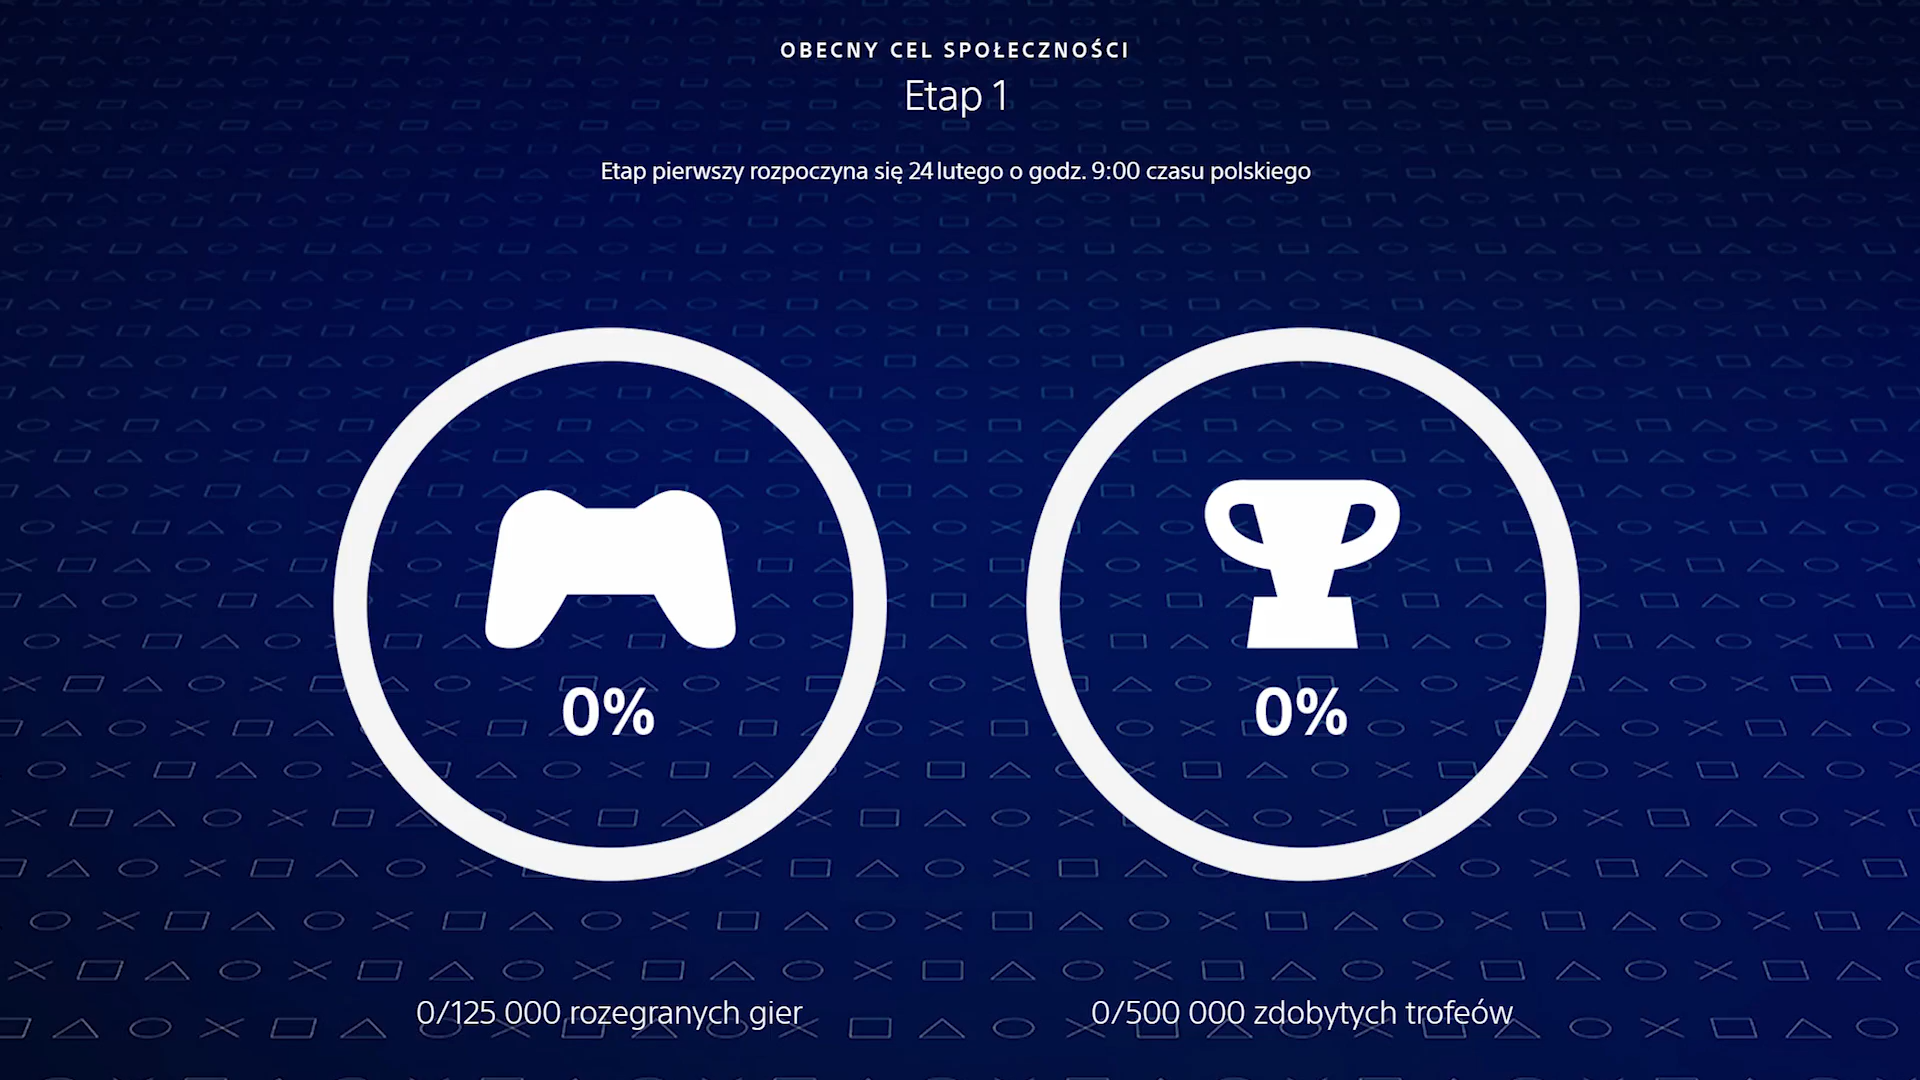 OBECNY CEL SPOŁECZNOŚCI
Etap 1
Etap pierwszy rozpoczyna się 24 lutego o godz. 9:00 czasu polskiego
0%
0%
0/125 000 rozegranych gier
0/500 000 zdobytych trofeów